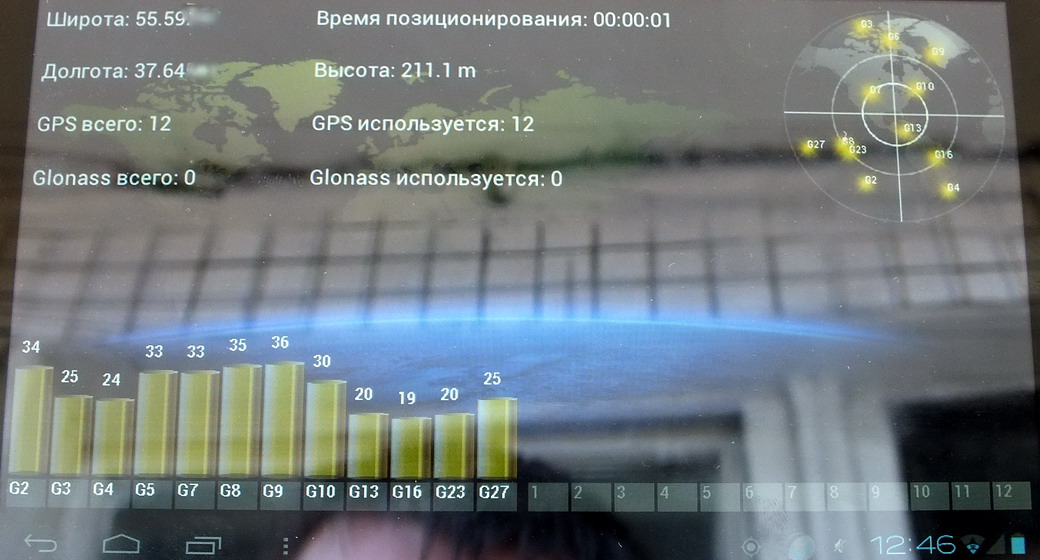 Широта: 55.59.
Время позиционирования: 00:00:01
Долгота: 37.64
Высота: 211.1 m
GPS всего: 12
GPS используется: 12
Glonass всего: 0
Glonass используется: 0
G3
G6
G9
G7
G10
G13
G27
G8
G23
G16
G2
G4
34 25 24 33 33 35 36 30 20 19 20 25
G2 G3 G4 G5 G7 G8 G9 G10 G13 G16 G23 G27 1 2 3 4 5 6 7 8 9 10 11 12
12:46